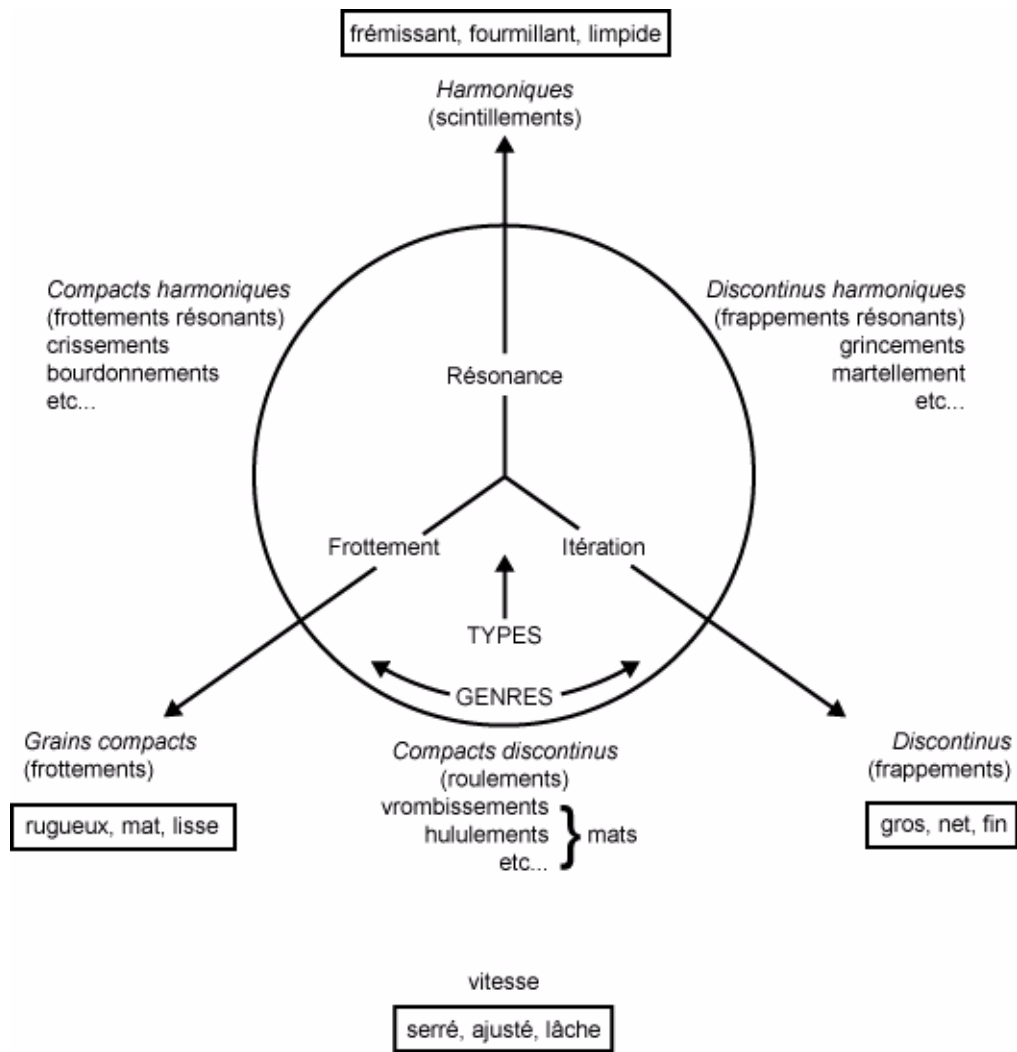 frémissant, fourmillant, limpide
Harmoniques
(scintillements)
Compacts harmoniques
(frottements résonants)
crissements
bourdonnements
etc...
Discontinus harmoniques
(frappements résonants)
grincements
martellement
etc...
Résonance
Frottement
Itération
TYPES
GENRES
Grains compacts
(frottements)
rugueux, mat, lisse
Compacts discontinus
(roulements)
vrombissements
hululements
etc...
mats
Discontinus
(frappements)
gros, net, fin
vitesse
serré, ajusté, lâche